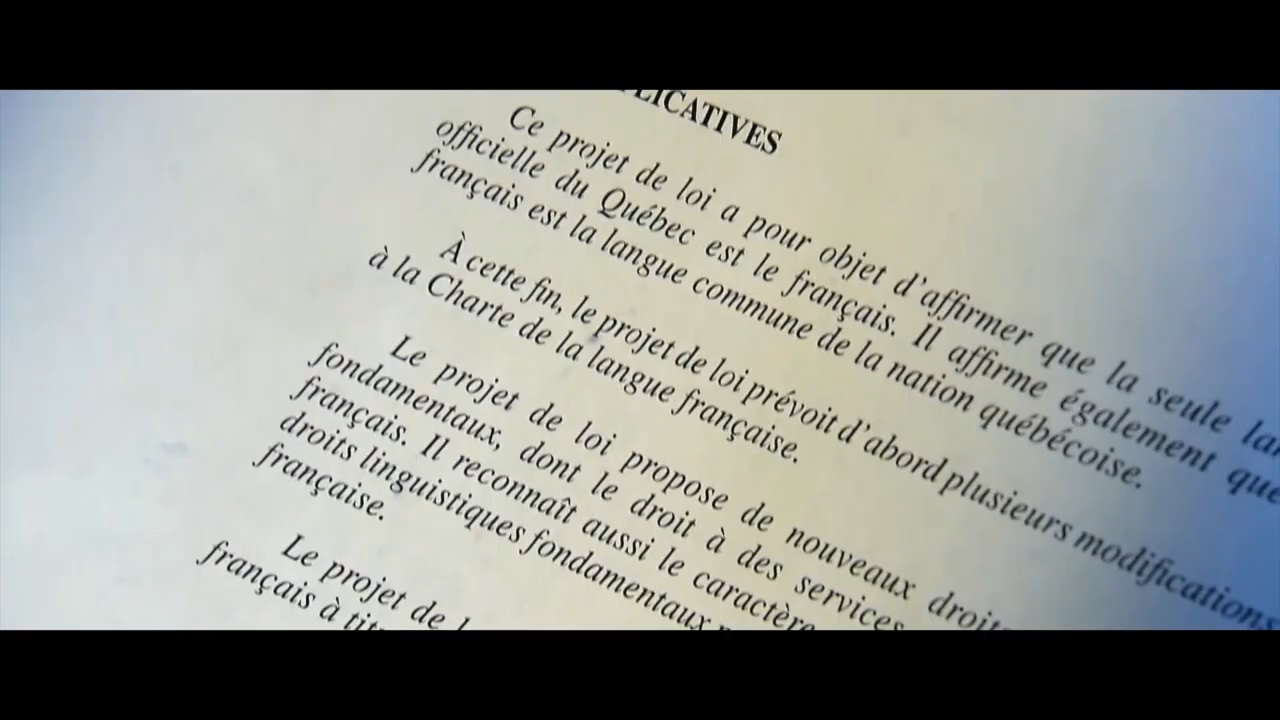 PLICATIVES
Ce projet de loi a pour objet d'affirmer que la seule la
officielle du Québec est le français. Il affirme également que
français est la langue commune de la nation québécoise.
À cette fin, le projet de loi prévoit d'abord plusieurs modifications
à la Charte de la langue française.
Le projet de loi propose de nouveaux droits
fondamentaux, dont le droit à des services
français. Il reconnaît aussi le caractère
droits linguistiques fondamentaux
française.
Le projet de
français à